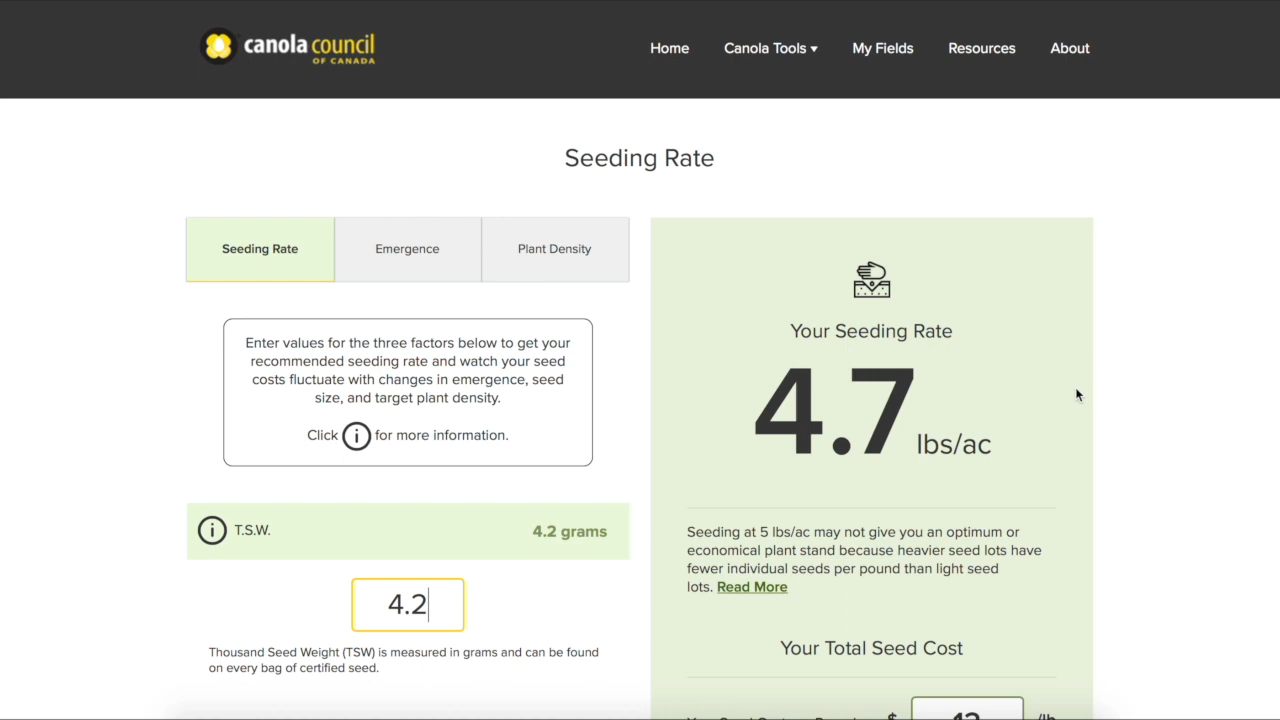 canola council
OF CANADA
Home
Canola Tools ▾
My Fields
Resources
About
Seeding Rate
Seeding Rate
Emergence
Plant Density
Enter values for the three factors below to get your
recommended seeding rate and watch your seed
costs fluctuate with changes in emergence, seed
size, and target plant density.
Click i for more information.
i T.S.W.
4.2 grams
4.2
Thousand Seed Weight (TSW) is measured in grams and can be found
on every bag of certified seed.
Your Seeding Rate
4.7 lbs/ac
Seeding at 5 lbs/ac may not give you an optimum or
economical plant stand because heavier seed lots have
fewer individual seeds per pound than light seed
lots. Read More
Your Total Seed Cost